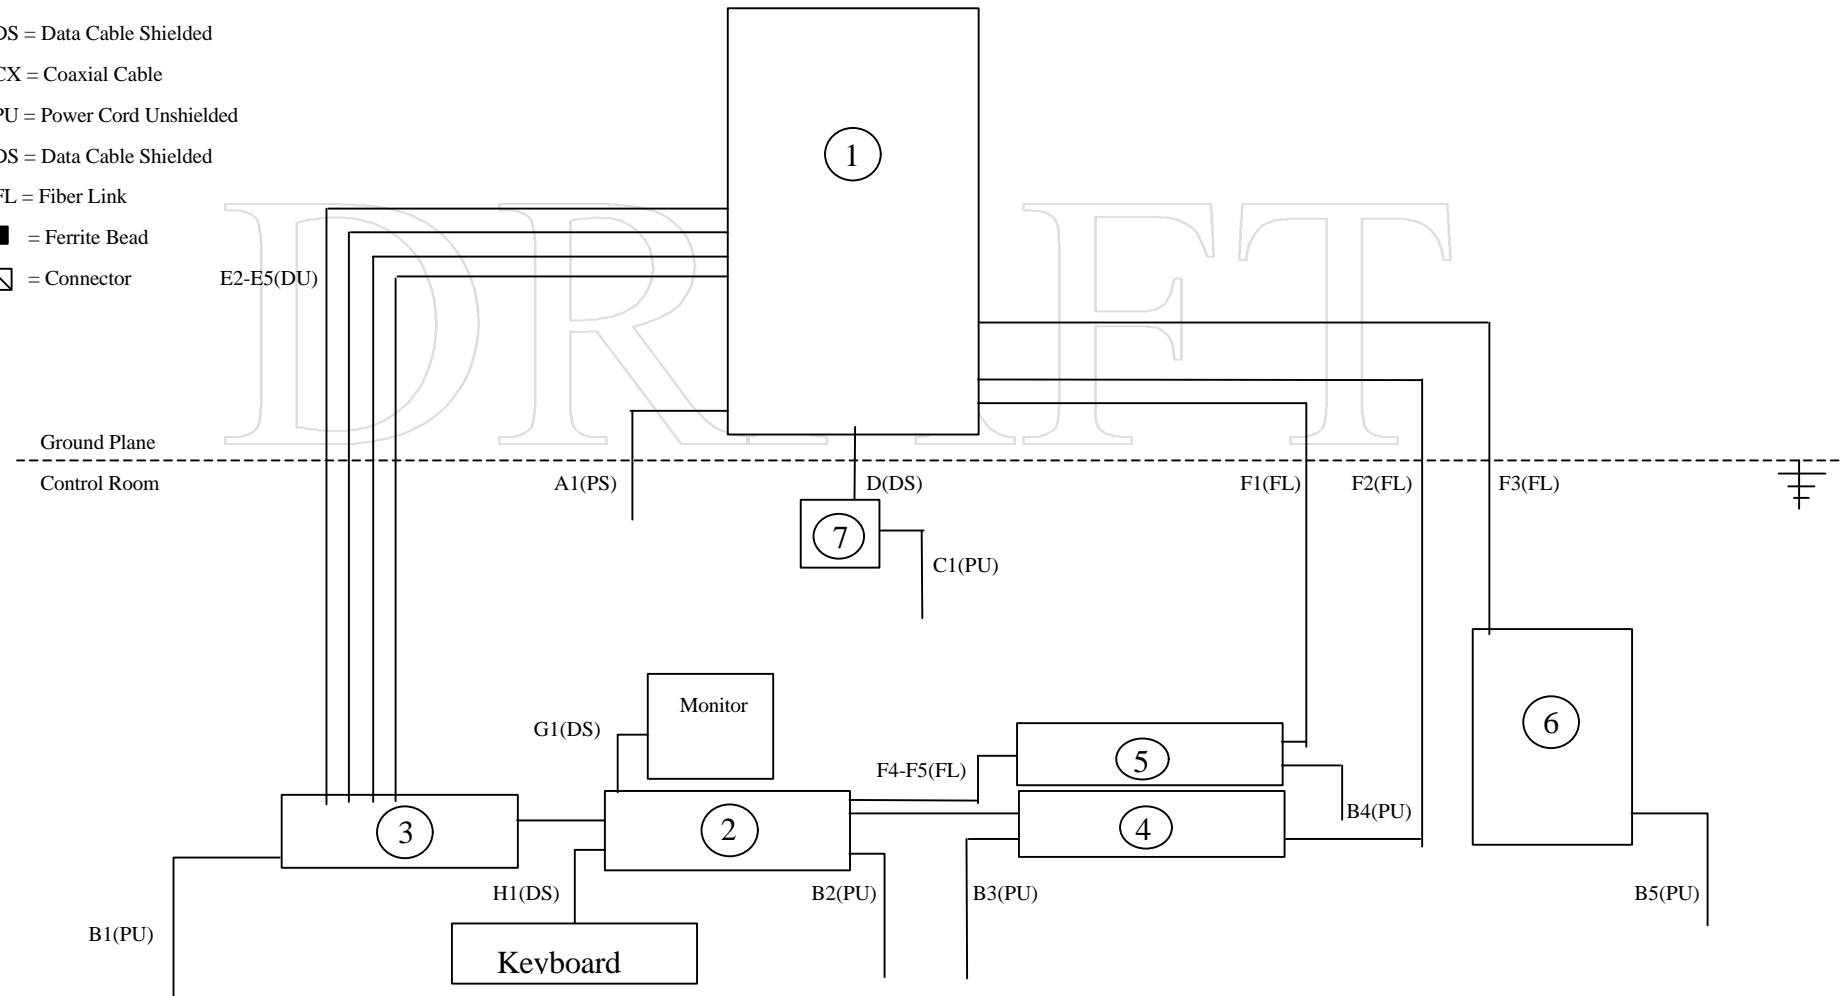 DS = Data Cable Shielded
CX = Coaxial Cable
PU = Power Cord Unshielded
DS = Data Cable Shielded
FL = Fiber Link
= Ferrite Bead
= Connector
E2-E5(DU)
DRAFT
1
Ground Plane
Control Room
A1(PS)
D(DS)
F1(FL)
F2(FL)
F3(FL)
7
C1(PU)
Monitor
G1(DS)
F4-F5(FL)
5
6
B4(PU)
3
2
4
H1(DS)
B2(PU)
B3(PU)
B5(PU)
B1(PU)
Keyboard